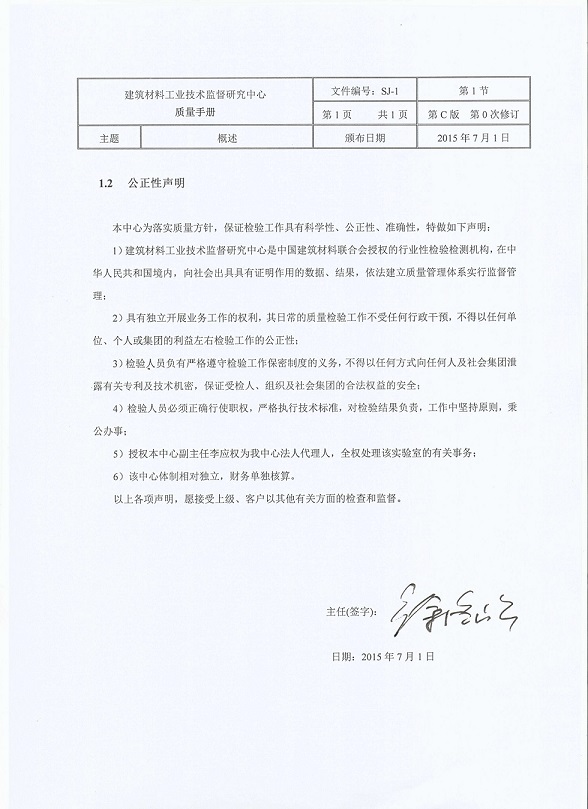 建筑材料工业技术监督研究中心
质量手册
文件编号：SJ-1
第 1 节
第 1 页 共 1 页
第 C 版 第 0 次修订
主题
概述
颁布日期
2015 年 7 月 1 日
1.2 公正性声明
本中心为落实质量方针，保证检验工作具有科学性、公正性、准确性，特做如下声明；
1）建筑材料工业技术监督研究中心是中国建筑材料联合会授权的行业性检验检测机构，在中
华人民共和国境内，向社会出具具有证明作用的数据、结果，依法建立质量管理体系实行监督管
理；
2）具有独立开展业务工作的权利，其日常的质量检验工作不受任何行政干预，不得以任何单
位、个人或集团的利益左右检验工作的公正性；
3）检验人员负有严格遵守检验工作保密制度的义务，不得以任何方式向任何人及社会集团泄
露有关专利及技术机密，保证受检人、组织及社会集团的合法权益的安全；
4）检验人员必须正确行使职权，严格执行技术标准，对检验结果负责，工作中坚持原则，秉
公办事；
5）授权本中心副主任李应权为我中心法人代理人，全权处理该实验室的有关事务；
6）该中心体制相对独立，财务单独核算。
以上各项声明，愿接受上级、客户以其他有关方面的检查和监督。
主任(签字)：
日期：2015 年 7 月 1 日